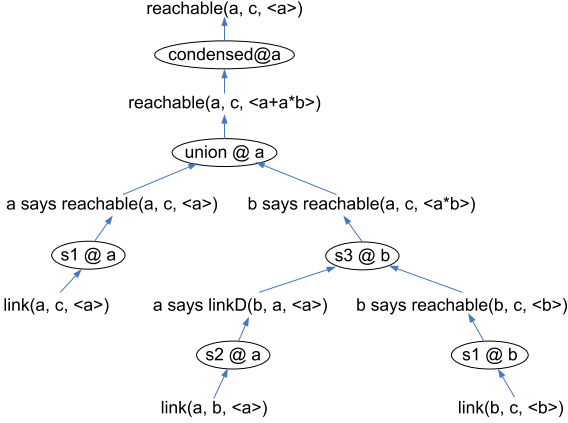 reachable(a, c, <a>)
condensed@a
reachable(a, c, <a+a*b>)
union @ a
a says reachable(a, c, <a>)
b says reachable(a, c, <a*b>)
s1 @ a
s3 @ b
link(a, c, <a>)
a says linkD(b, a, <a>)
b says reachable(b, c, <b>)
s2 @ a
s1 @ b
link(a, b, <a>)
link(b, c, <b>)